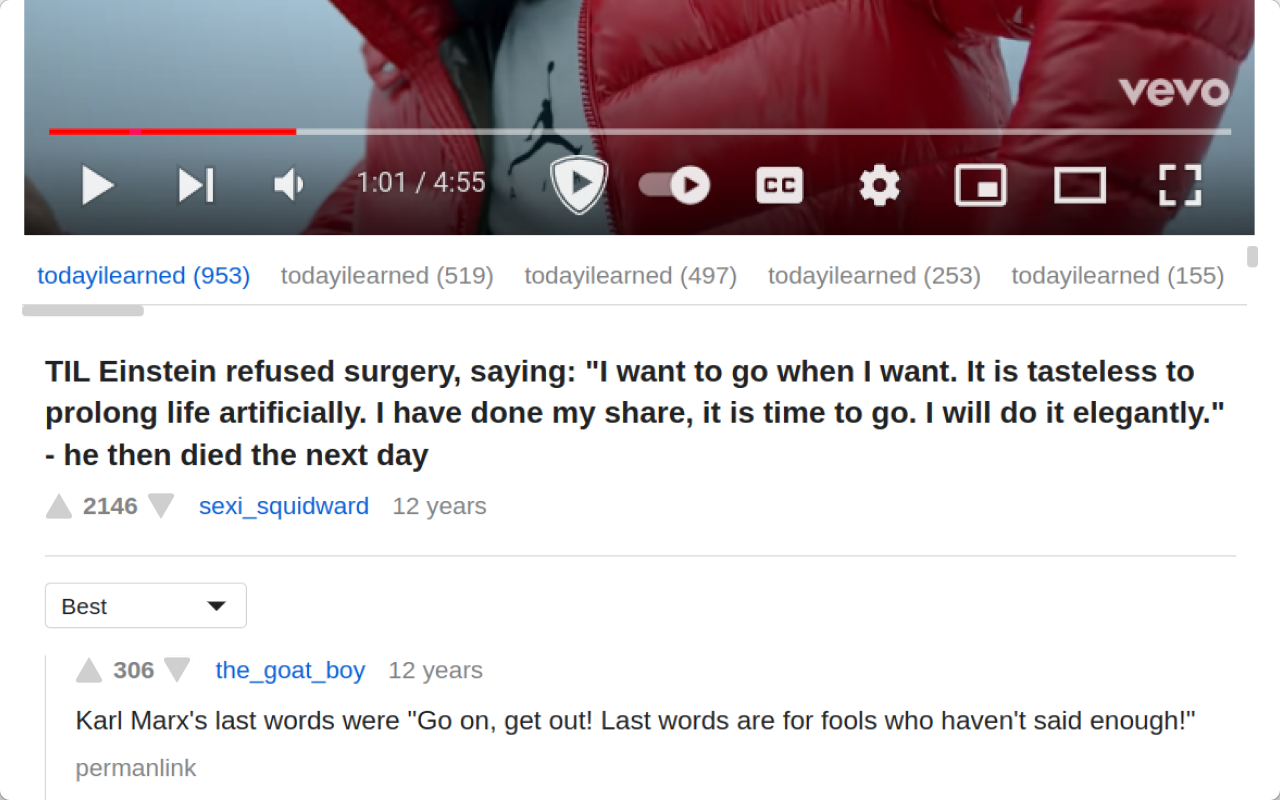 vevo
1:01 / 4:55
CC
todayilearned (953) todayilearned (519) todayilearned (497) todayilearned (253) todayilearned (155)
TIL Einstein refused surgery, saying: "I want to go when I want. It is tasteless to
prolong life artificially. I have done my share, it is time to go. I will do it elegantly."
- he then died the next day
2146 sexi_squidward 12 years
Best
306 the_goat_boy 12 years
Karl Marx's last words were "Go on, get out! Last words are for fools who haven't said enough!"
permanlink